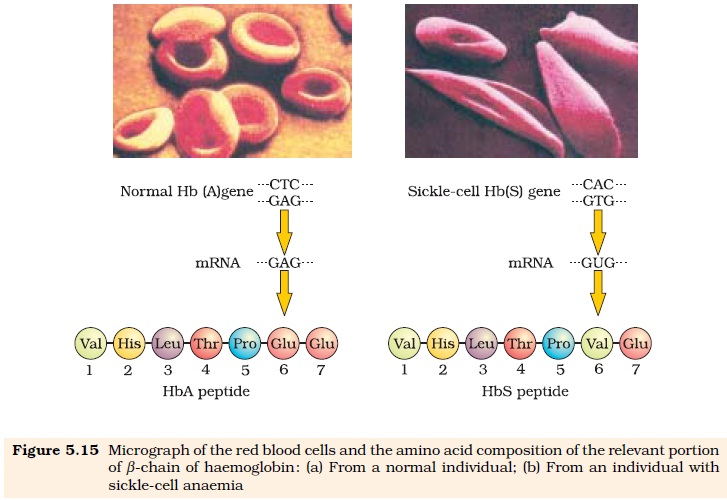 Normal Hb (A)gene ···CTC···
···GAG···
mRNA ···GAG···
Val His Leu Thr Pro Glu Glu
1 2 3 4 5 6 7
HbA peptide
Sickle-cell Hb(S) gene ···CAC···
···GTG···
mRNA ···GUG···
Val His Leu Thr Pro Val Glu
1 2 3 4 5 6 7
HbS peptide
Figure 5.15 Micrograph of the red blood cells and the amino acid composition of the relevant portion
of β-chain of haemoglobin: (a) From a normal individual; (b) From an individual with
sickle-cell anaemia